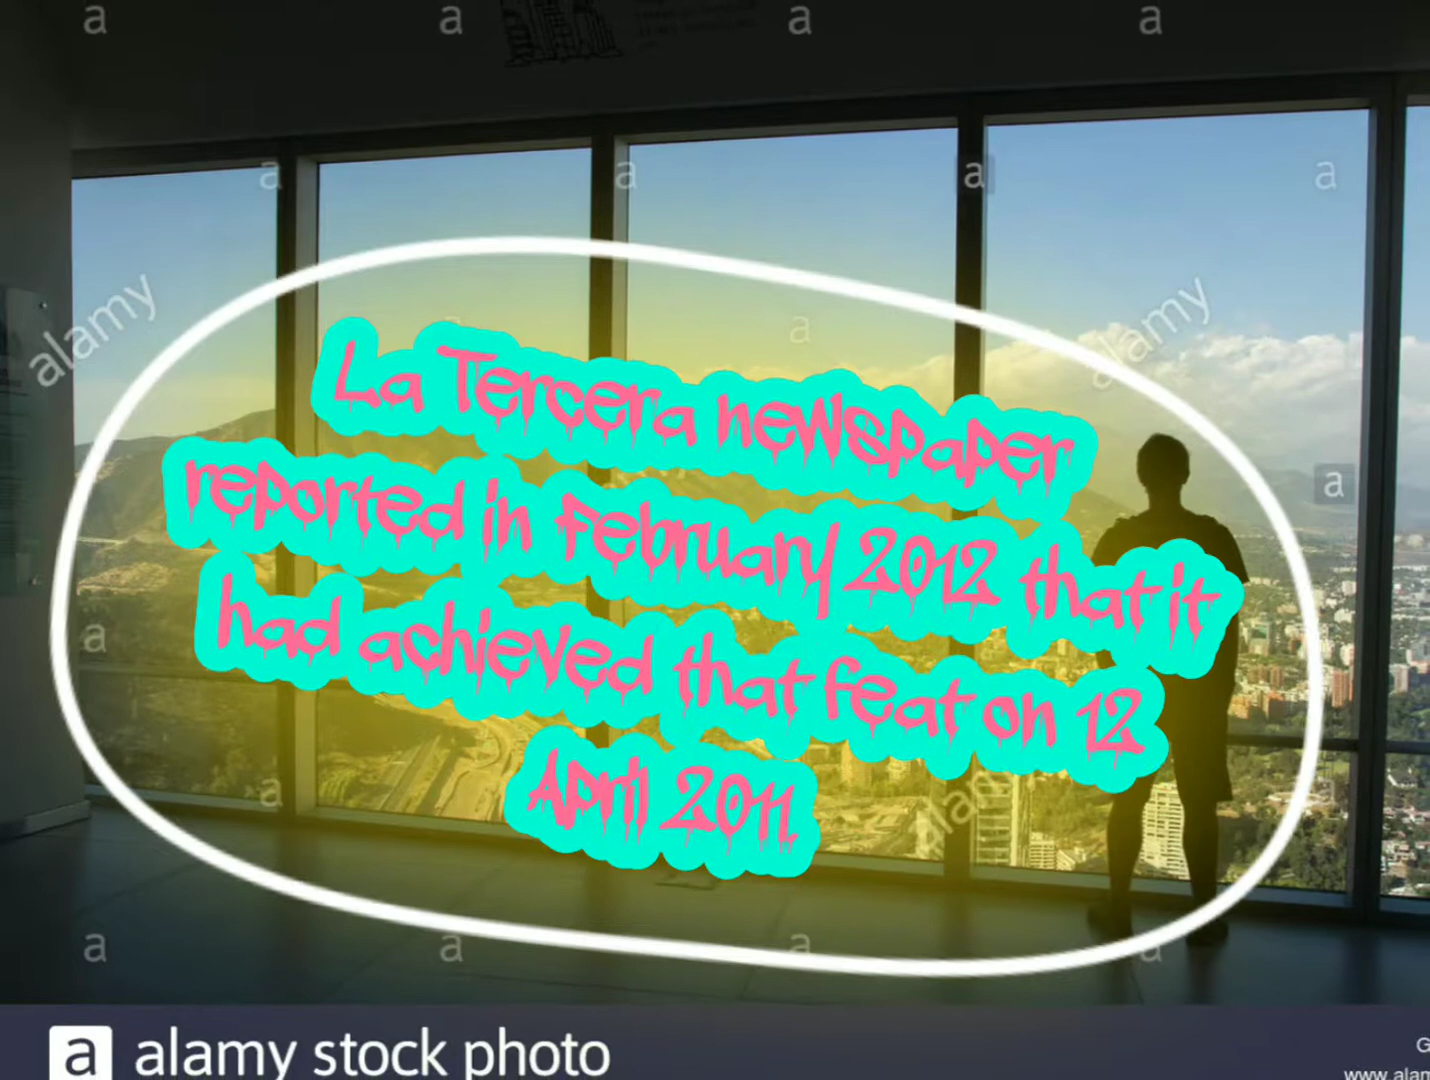 La Tercera newspaper
reported in February 2012 that it
had achieved that feat on 12
April 2011.
alamy
alamy
alamy
a alamy stock photo